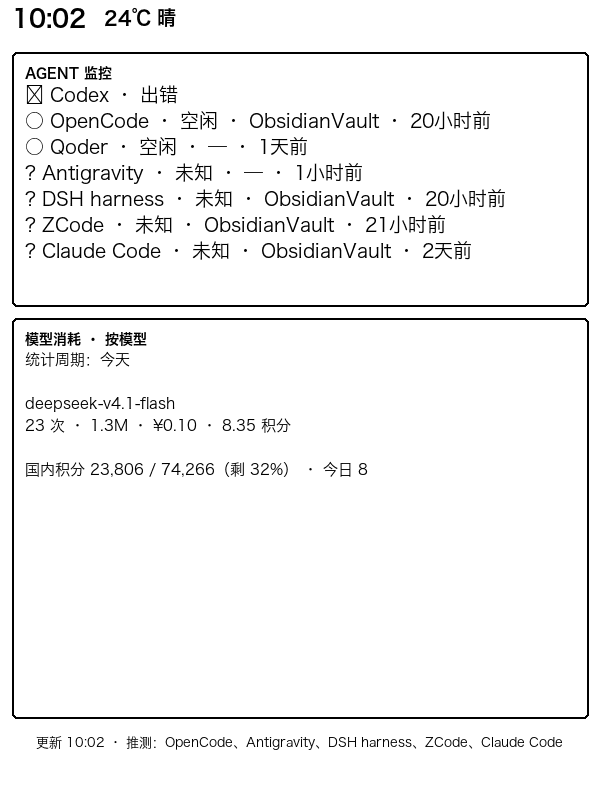 10:02 24℃ 晴
AGENT 监控
☒ Codex · 出错
○ OpenCode · 空闲 · ObsidianVault · 20小时前
○ Qoder · 空闲 · — · 1天前
? Antigravity · 未知 · — · 1小时前
? DSH harness · 未知 · ObsidianVault · 20小时前
? ZCode · 未知 · ObsidianVault · 21小时前
? Claude Code · 未知 · ObsidianVault · 2天前
模型消耗 · 按模型
统计周期：今天
deepseek-v4.1-flash
23 次 · 1.3M · ¥0.10 · 8.35 积分
国内积分 23,806 / 74,266（剩 32%） · 今日 8
更新 10:02 · 推测：OpenCode、Antigravity、DSH harness、ZCode、Claude Code